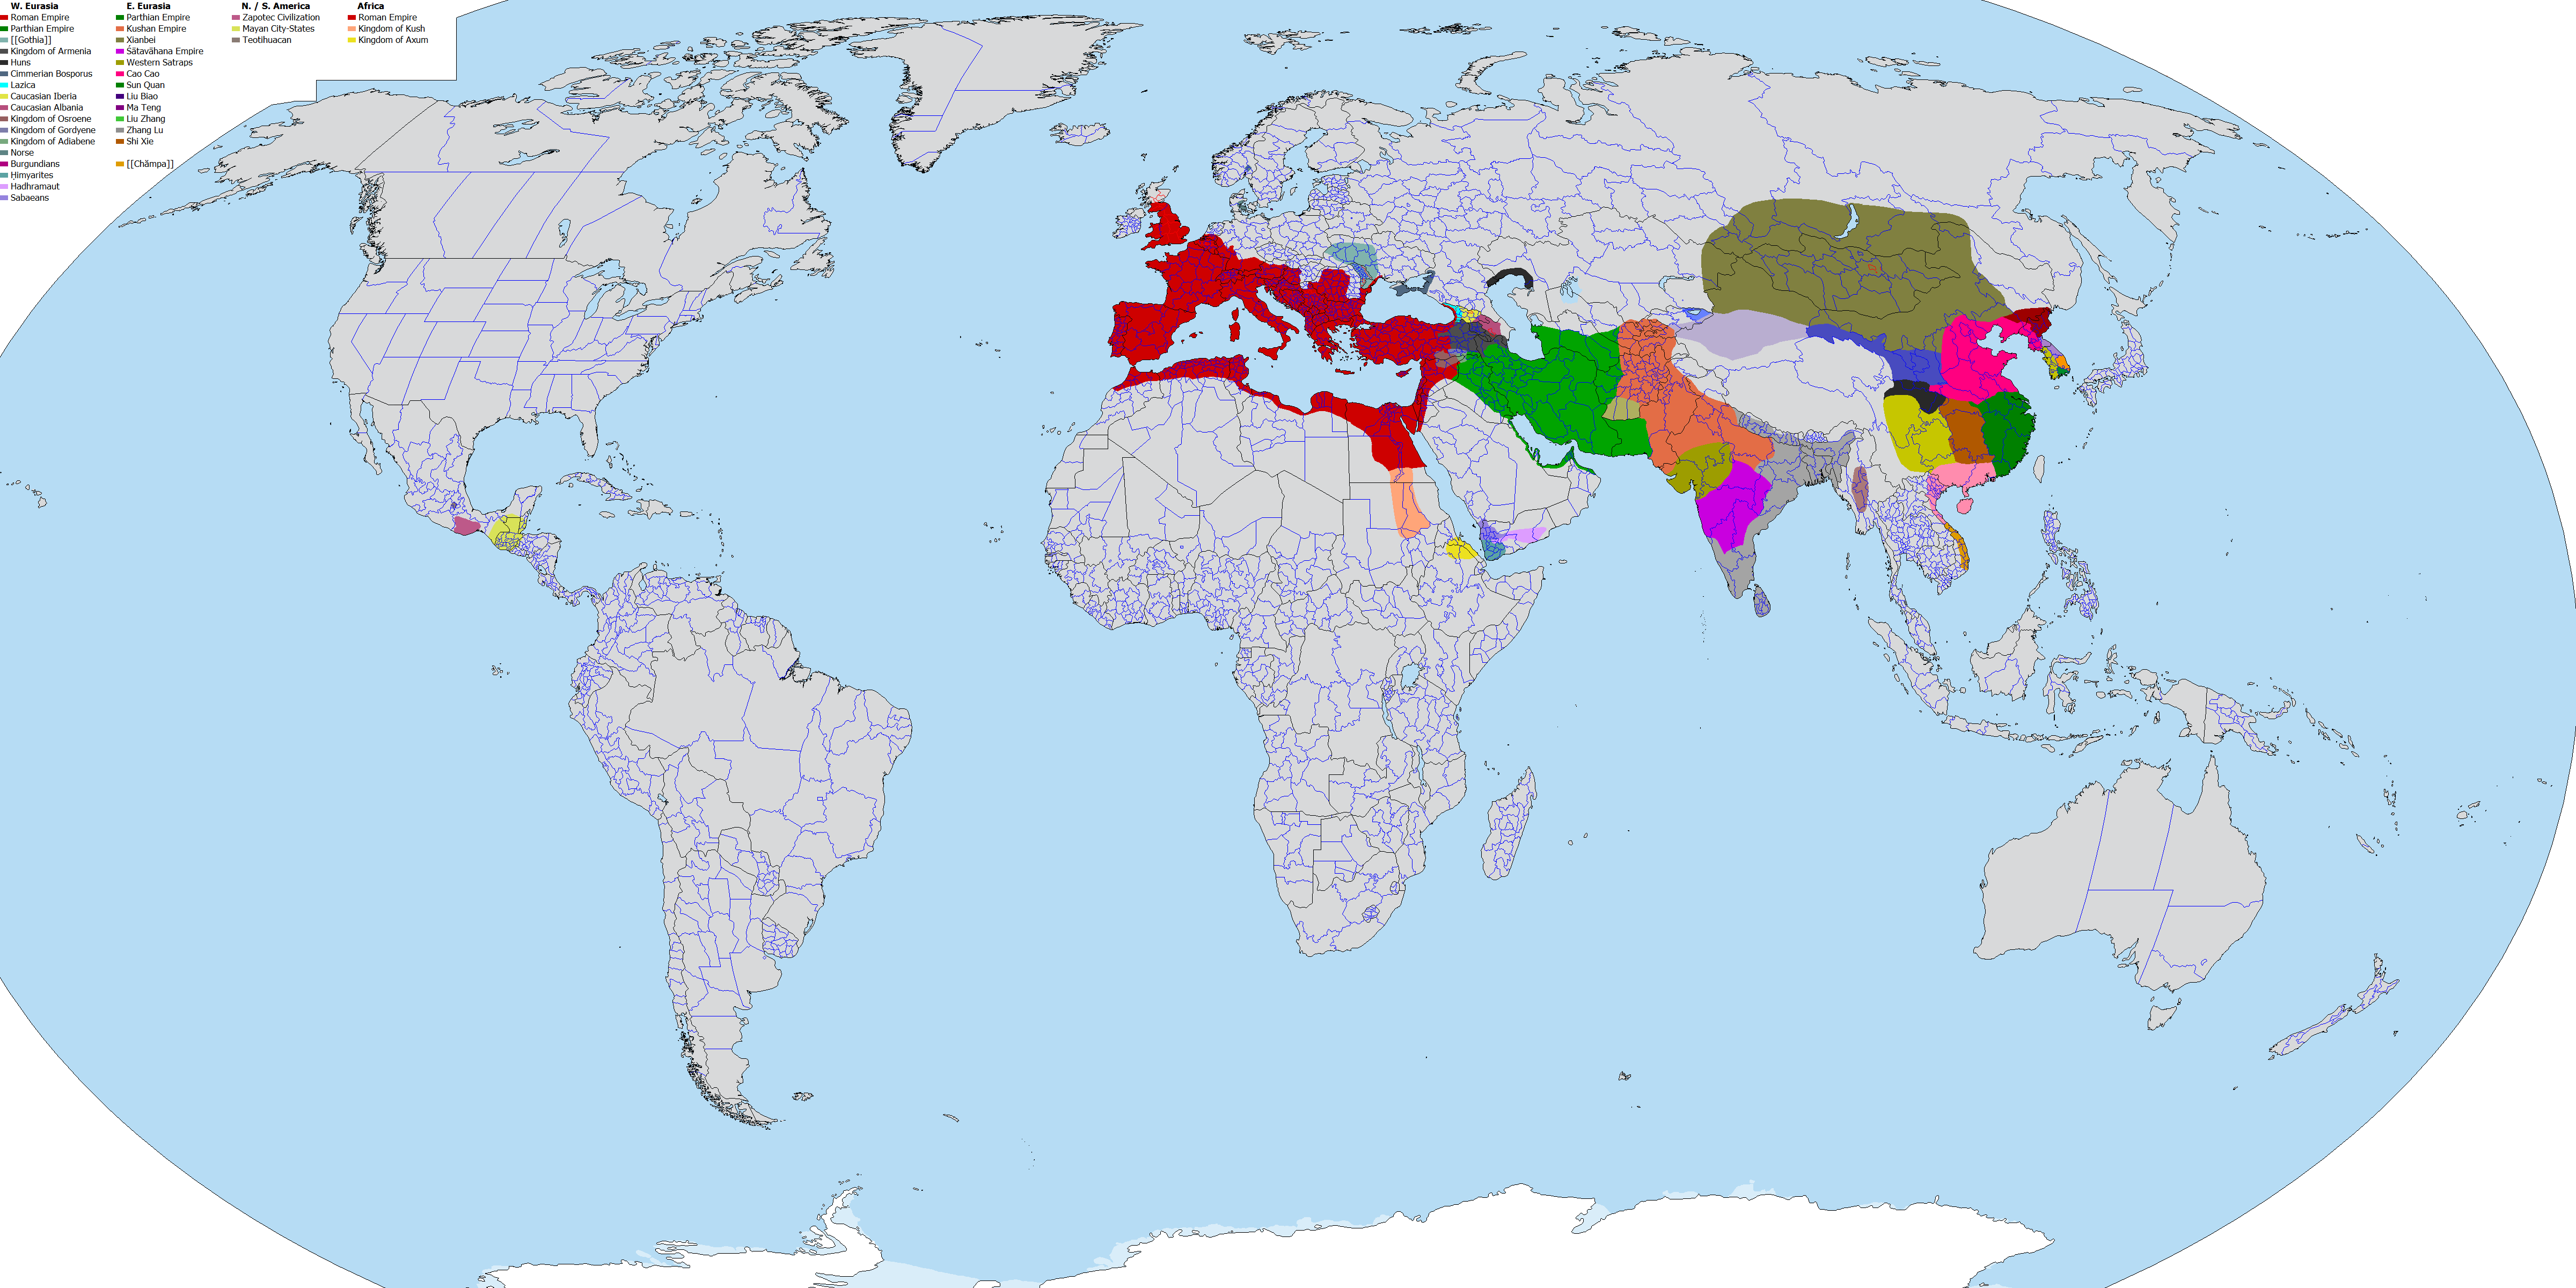 W. Eurasia
Roman Empire
Parthian Empire
[[Gothia]]
Kingdom of Armenia
Huns
Cimmerian Bosporus
Lazica
Caucasian Iberia
Caucasian Albania
Kingdom of Osroene
Kingdom of Gordyene
Kingdom of Adiabene
Norse
Burgundians
Ḥimyarites
Hadhramaut
Sabaeans
E. Eurasia
Parthian Empire
Kushan Empire
Xianbei
Śātavāhana Empire
Western Satraps
Cao Cao
Sun Quan
Liu Biao
Ma Teng
Liu Zhang
Zhang Lu
Shi Xie
[[Chămpa]]
N. / S. America
Zapotec Civilization
Mayan City-States
Teotihuacan
Africa
Roman Empire
Kingdom of Kush
Kingdom of Axum